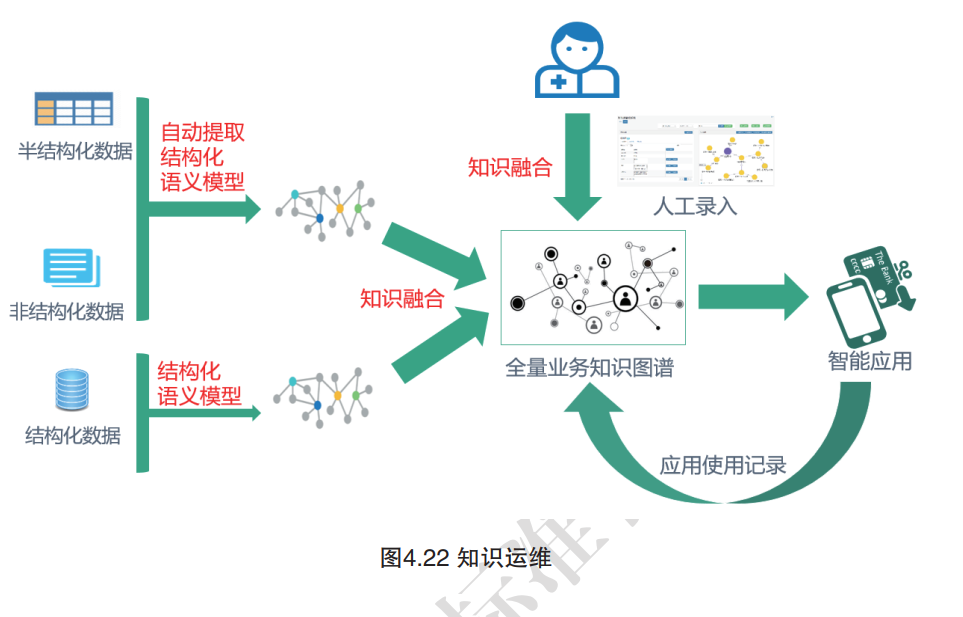 半结构化数据
自动提取
结构化
语义模型
非结构化数据
结构化
语义模型
结构化数据
知识融合
知识融合
人工录入
全量业务知识图谱
The Bank
智能应用
应用使用记录
图4.22 知识运维
标准